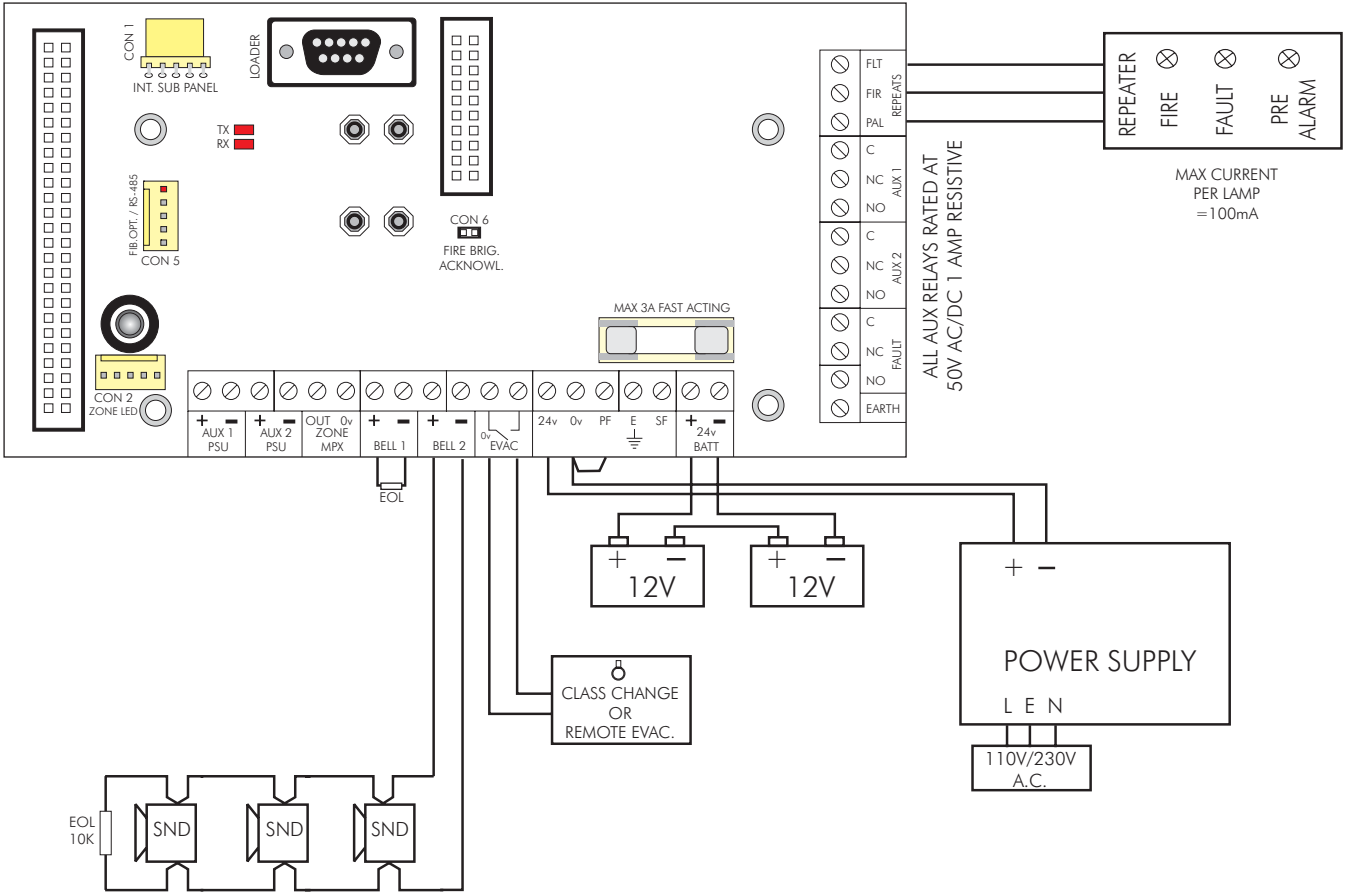 CON 1
INT. SUB PANEL
LOADER
TX
RX
FIB.OPT. / RS-485
CON 5
CON 6
FIRE BRIG.
ACKNOWL.
CON 2
ZONE LED
MAX 3A FAST ACTING
FLT
FIR
PAL
REPEATS
C
NC
NO
AUX 1
C
NC
NO
AUX 2
C
NC
NO
FAULT
EARTH
ALL AUX RELAYS RATED AT
50V AC/DC 1 AMP RESISTIVE
REPEATER
FIRE
FAULT
PRE
ALARM
MAX CURRENT
PER LAMP
=100mA
+ −
AUX 1
PSU
+ −
AUX 2
PSU
OUT 0v
ZONE
MPX
+ −
BELL 1
+ −
BELL 2
0v
EVAC
24v 0v PF E SF
+ −
24v
BATT
EOL
+ −
12V
+ −
12V
+ −
POWER SUPPLY
L E N
110V/230V
A.C.
CLASS CHANGE
OR
REMOTE EVAC.
EOL
10K
SND
SND
SND